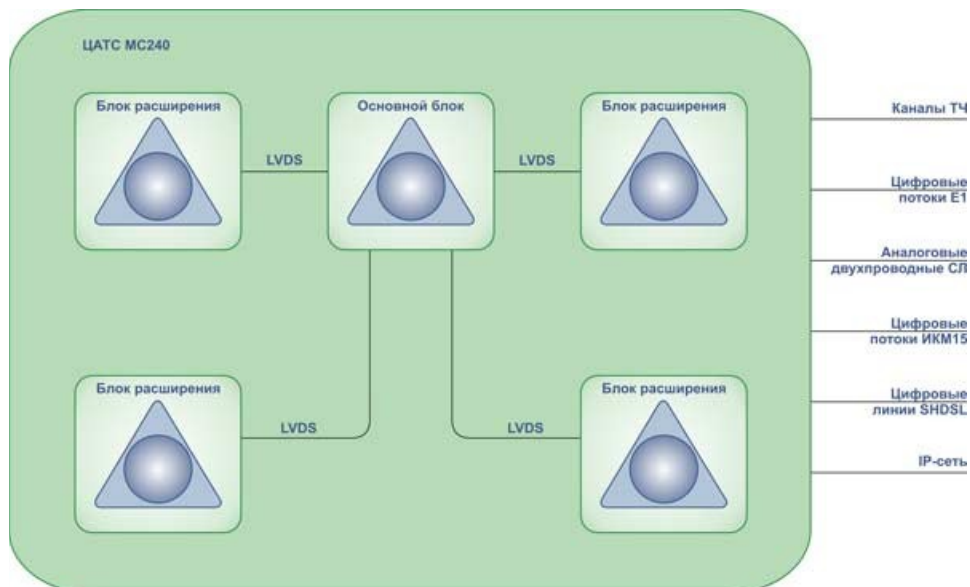 ЦАТС МС240
Блок расширения
Основной блок
Блок расширения
LVDS
LVDS
Блок расширения
Блок расширения
LVDS
LVDS
Каналы ТЧ
Цифровые
потоки Е1
Аналоговые
двухпроводные СЛ
Цифровые
потоки ИКМ15
Цифровые
линии SHDSL
IP-сеть